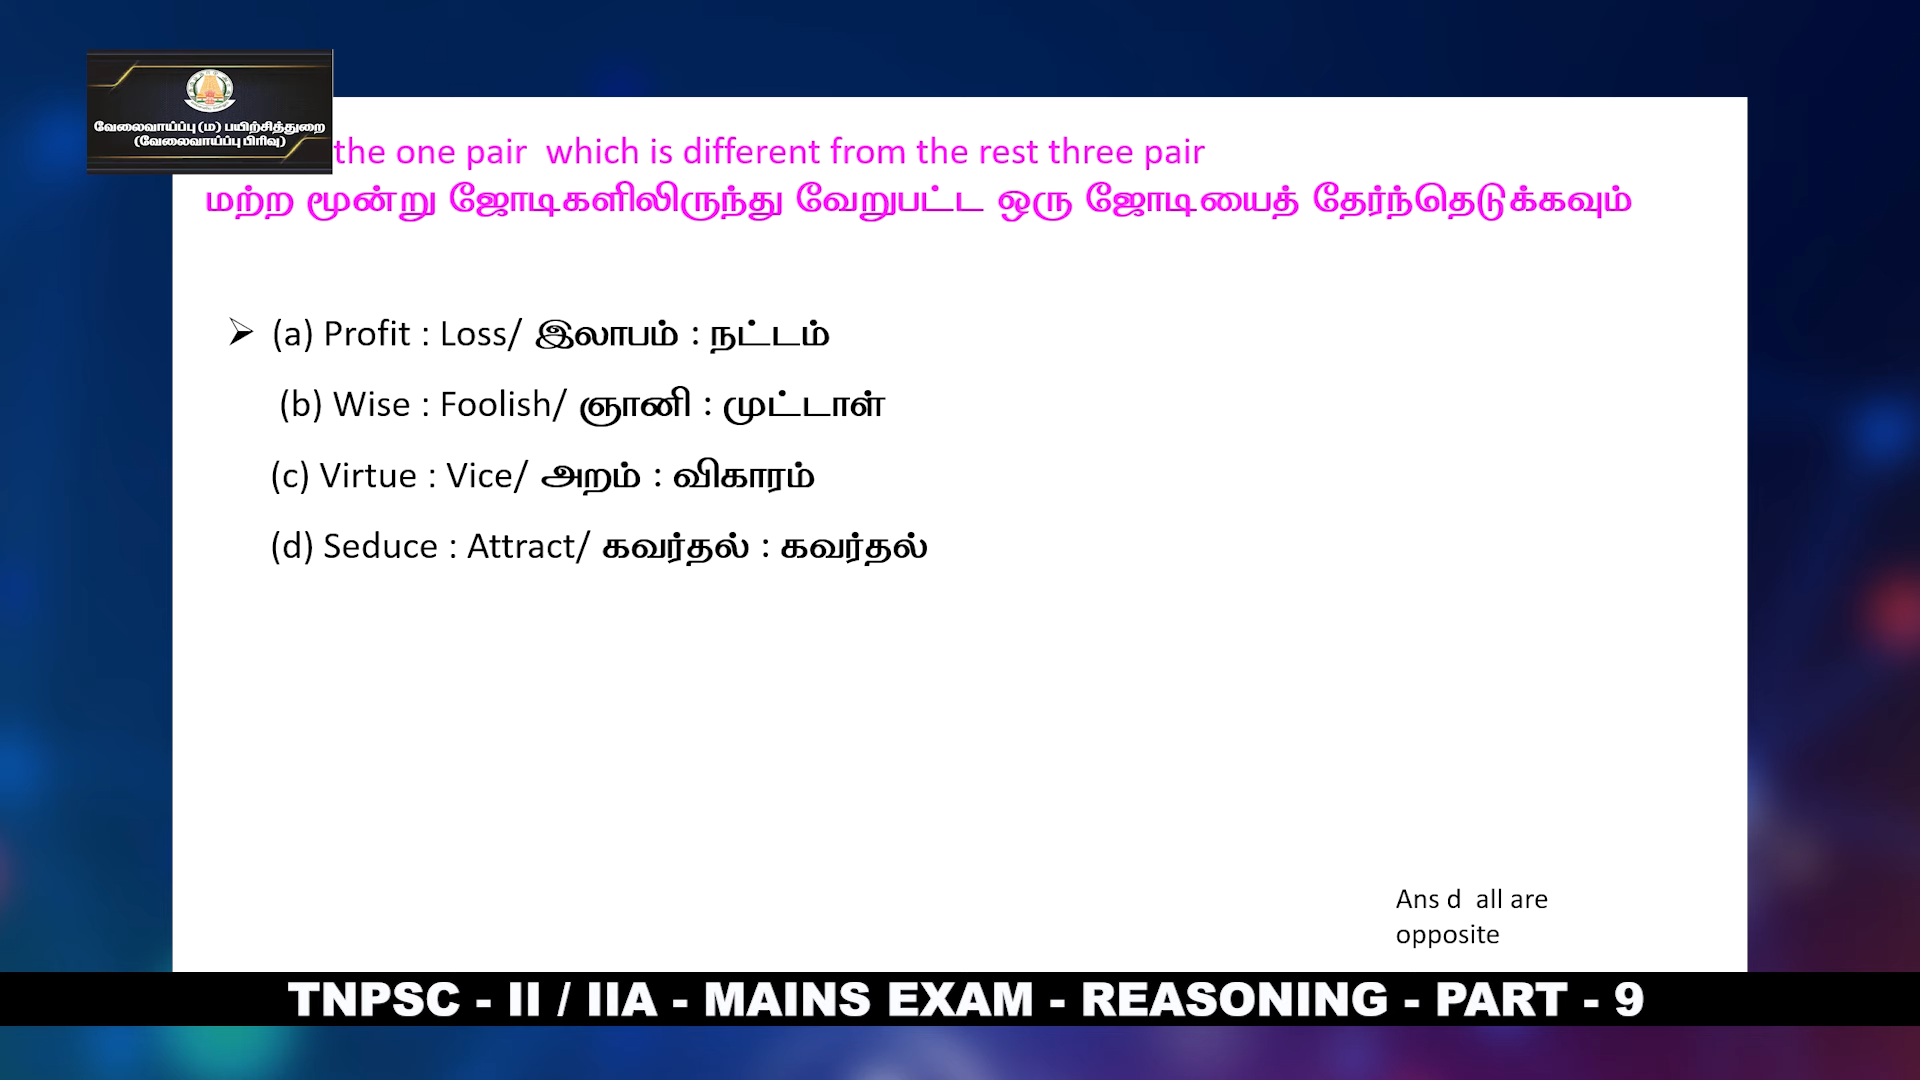 வேலைவாய்ப்பு (ம) பயிற்சித்துறை
(வேலைவாய்ப்பு பிரிவு)
the one pair which is different from the rest three pair
மற்ற மூன்று ஜோடிகளிலிருந்து வேறுபட்ட ஒரு ஜோடியைத் தேர்ந்தெடுக்கவும்
➢ (a) Profit : Loss/ இலாபம் : நட்டம்
(b) Wise : Foolish/ ஞானி : முட்டாள்
(c) Virtue : Vice/ அறம் : விகாரம்
(d) Seduce : Attract/ கவர்தல் : கவர்தல்
Ans d all are
opposite
TNPSC - II / IIA - MAINS EXAM - REASONING - PART - 9